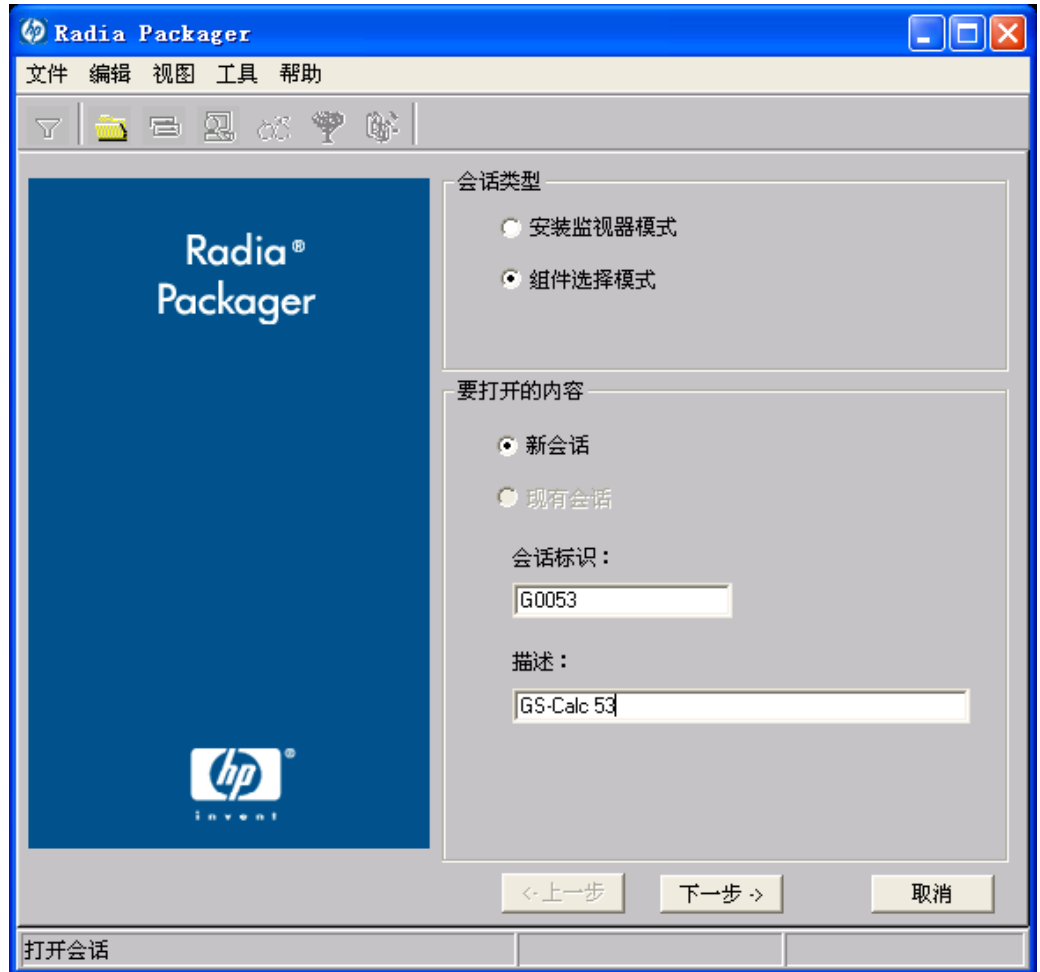 Radia Packager
文件 编辑 视图 工具 帮助
Radia®
Packager
hp®
invent
会话类型
安装监视器模式
组件选择模式
要打开的内容
新会话
现有会话
会话标识：
G0053
描述：
GS-Calc 53
<-上一步 下一步-> 取消
打开会话